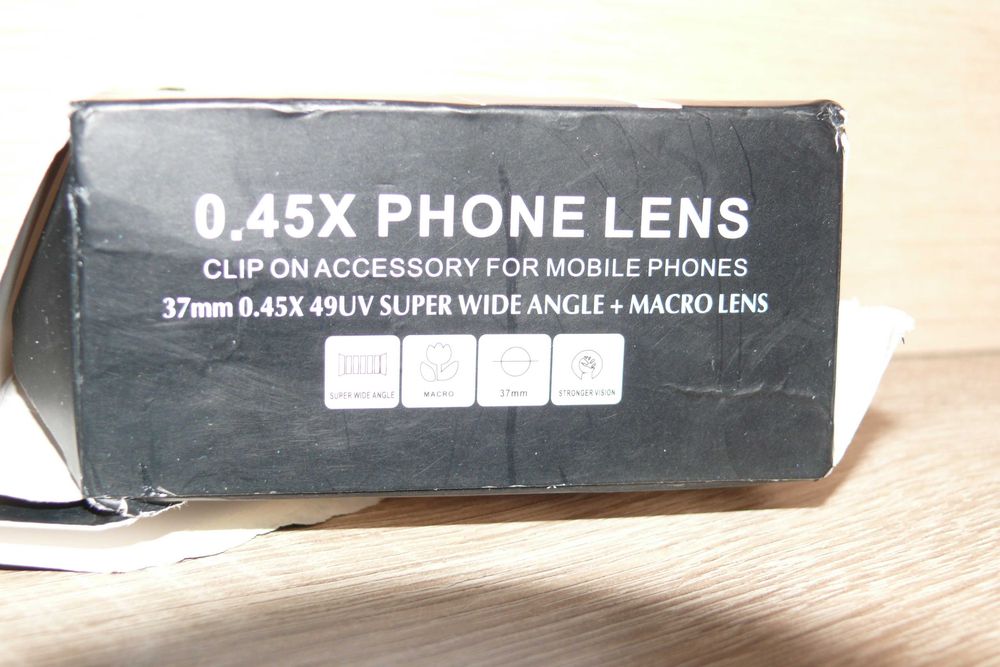 0.45X PHONE LENS
CLIP ON ACCESSORY FOR MOBILE PHONES
37mm 0.45X 49UV SUPER WIDE ANGLE + MACRO LENS
SUPER WIDE ANGLE MACRO 37mm STRONGER VISION